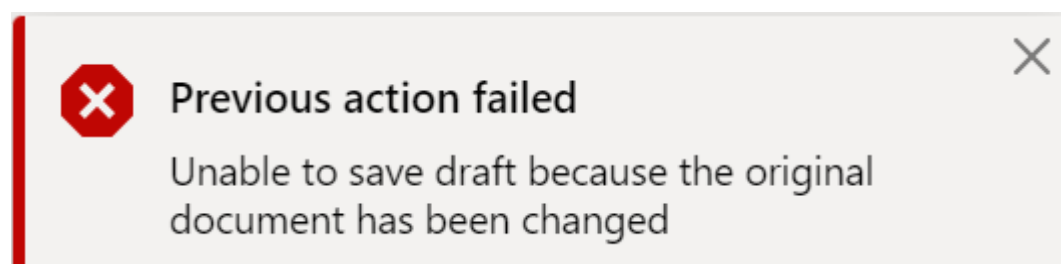 Previous action failed
Unable to save draft because the original
document has been changed